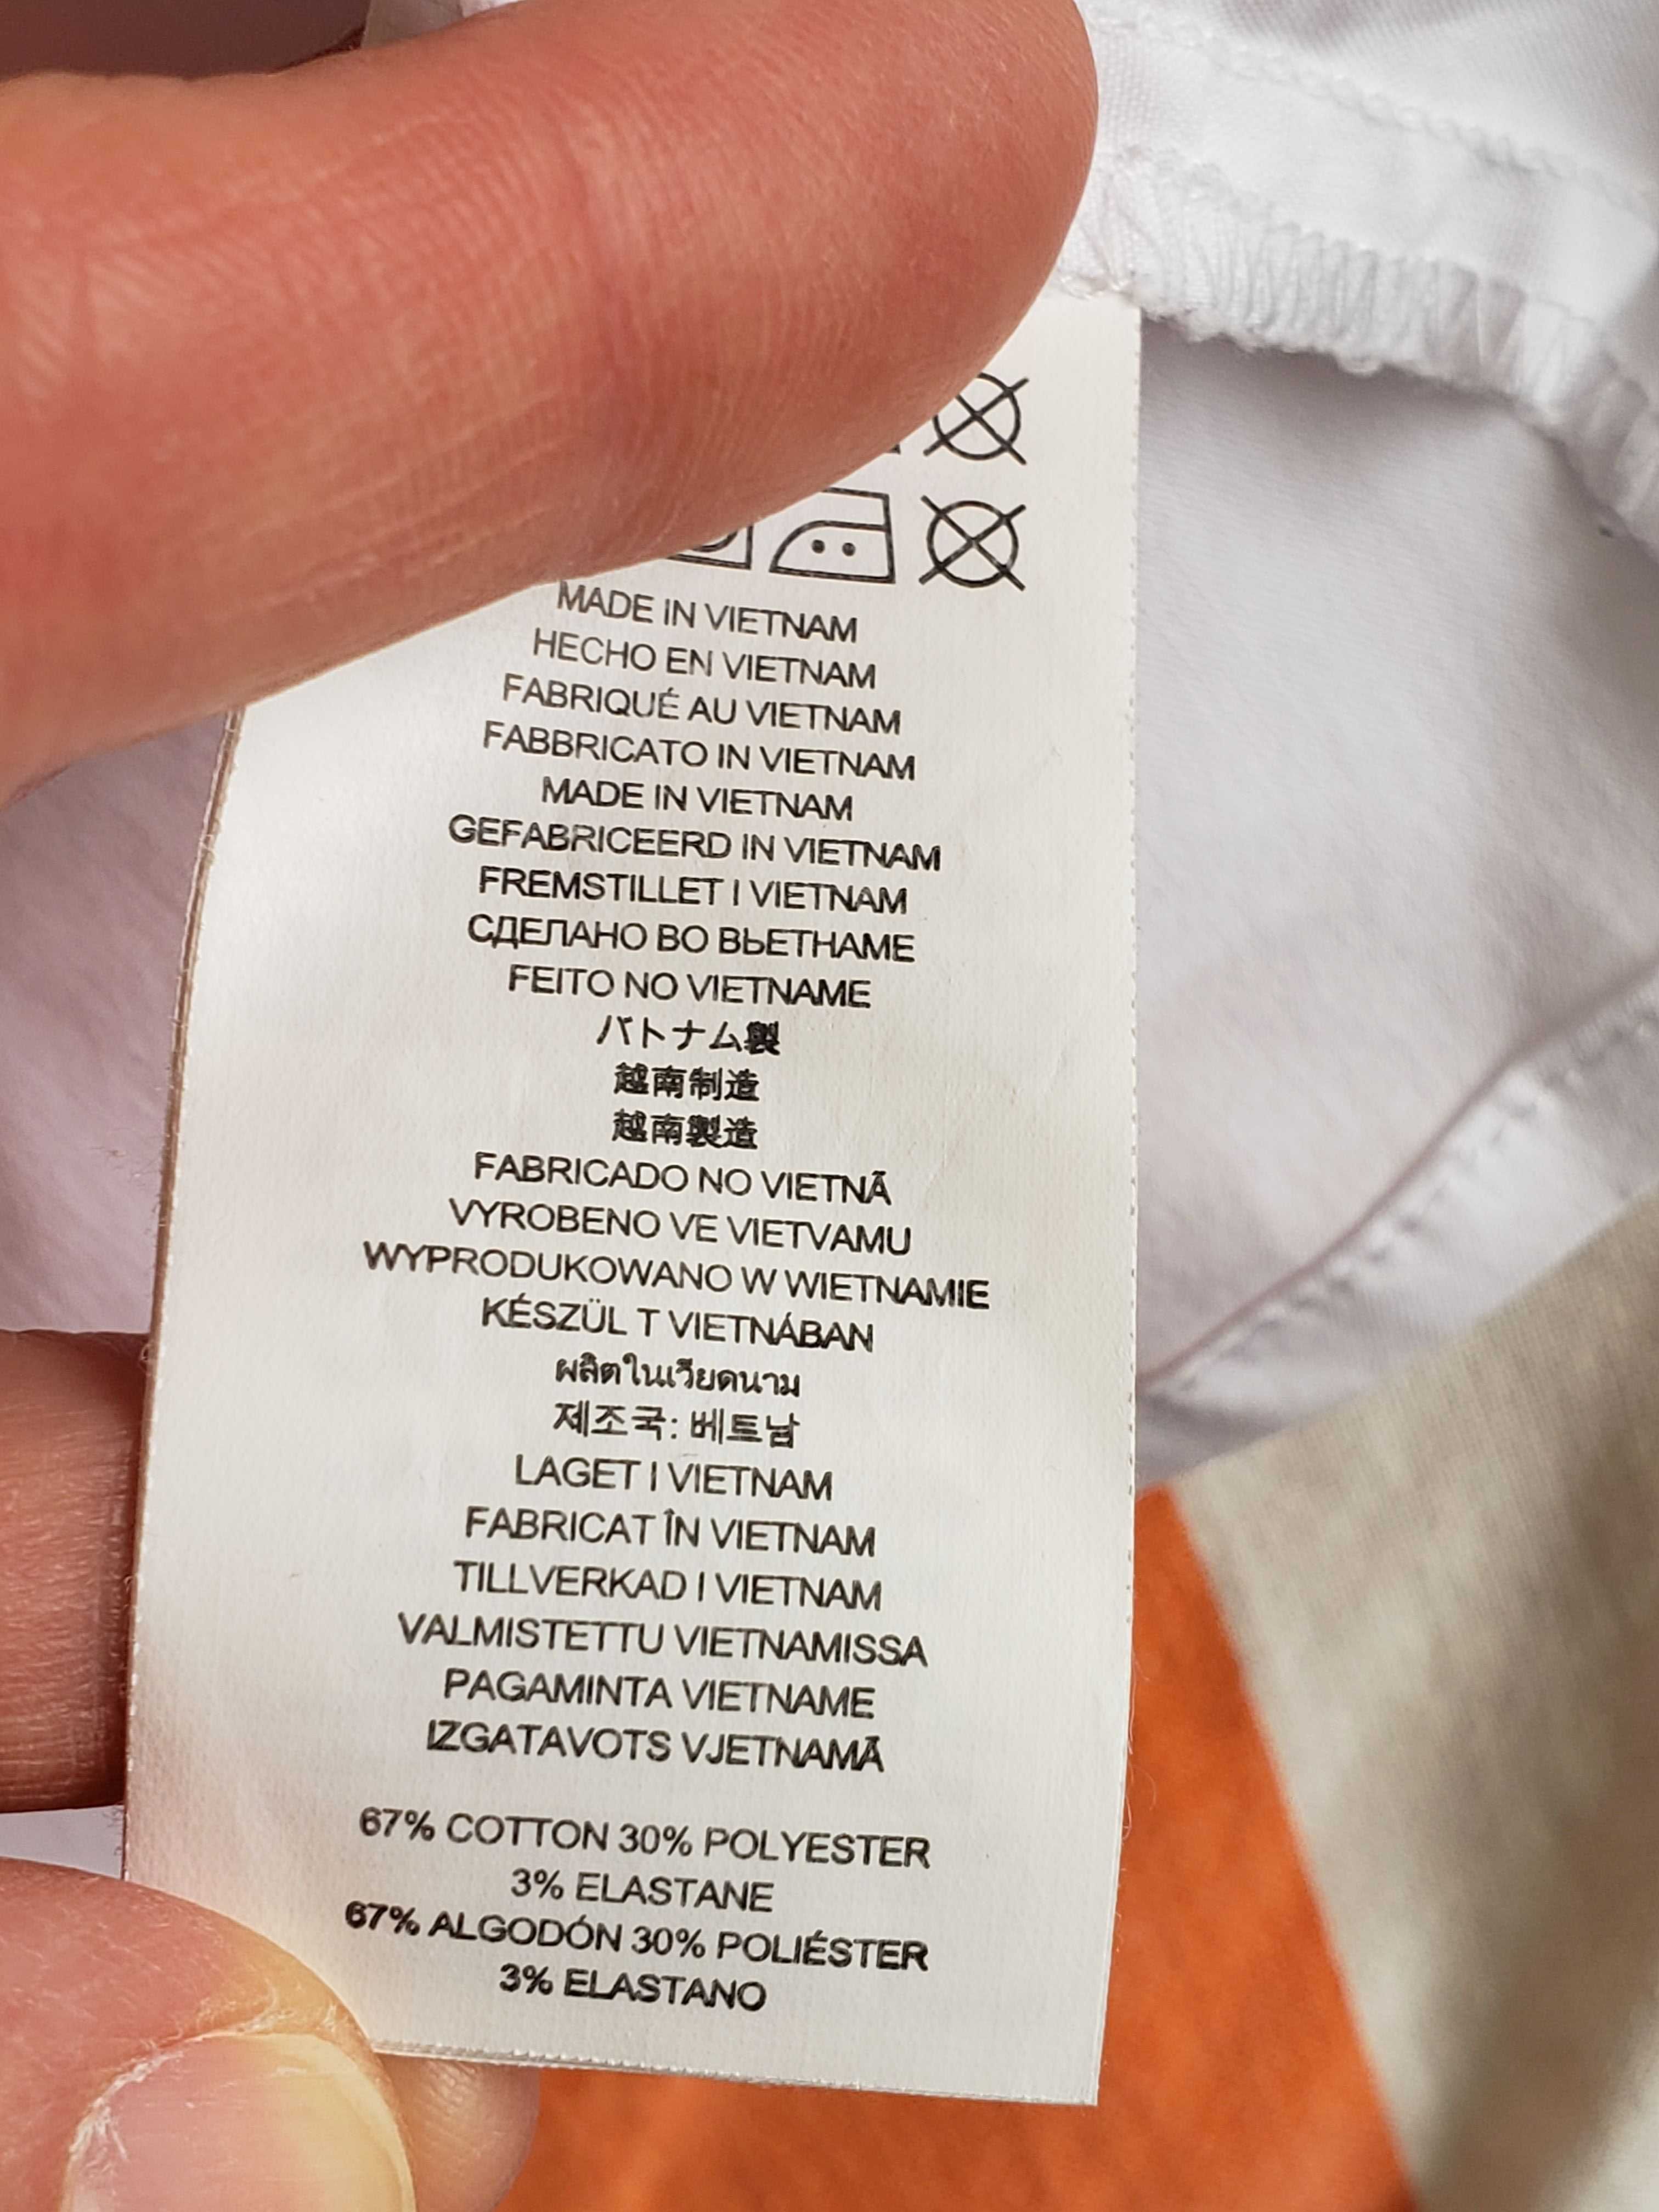 MADE IN VIETNAM
HECHO EN VIETNAM
FABRIQUÉ AU VIETNAM
FABBRICATO IN VIETNAM
MADE IN VIETNAM
GEFABRICEERD IN VIETNAM
FREMSTILLET I VIETNAM
СДЕЛАНО ВО ВЬЕТНАМЕ
FEITO NO VIETNAME
バトナム製
越南制造
越南製造
FABRICADO NO VIETNÃ
VYROBENO VE VIETVAMU
WYPRODUKOWANO W WIETNAMIE
KÉSZÜL T VIETNÁBAN
ผลิตในเวียดนาม
제조국: 베트남
LAGET I VIETNAM
FABRICAT ÎN VIETNAM
TILLVERKAD I VIETNAM
VALMISTETTU VIETNAMISSA
PAGAMINTA VIETNAME
IZGATAVOTS VJETNAMĀ
67% COTTON 30% POLYESTER
3% ELASTANE
67% ALGODÓN 30% POLIÉSTER
3% ELASTANO